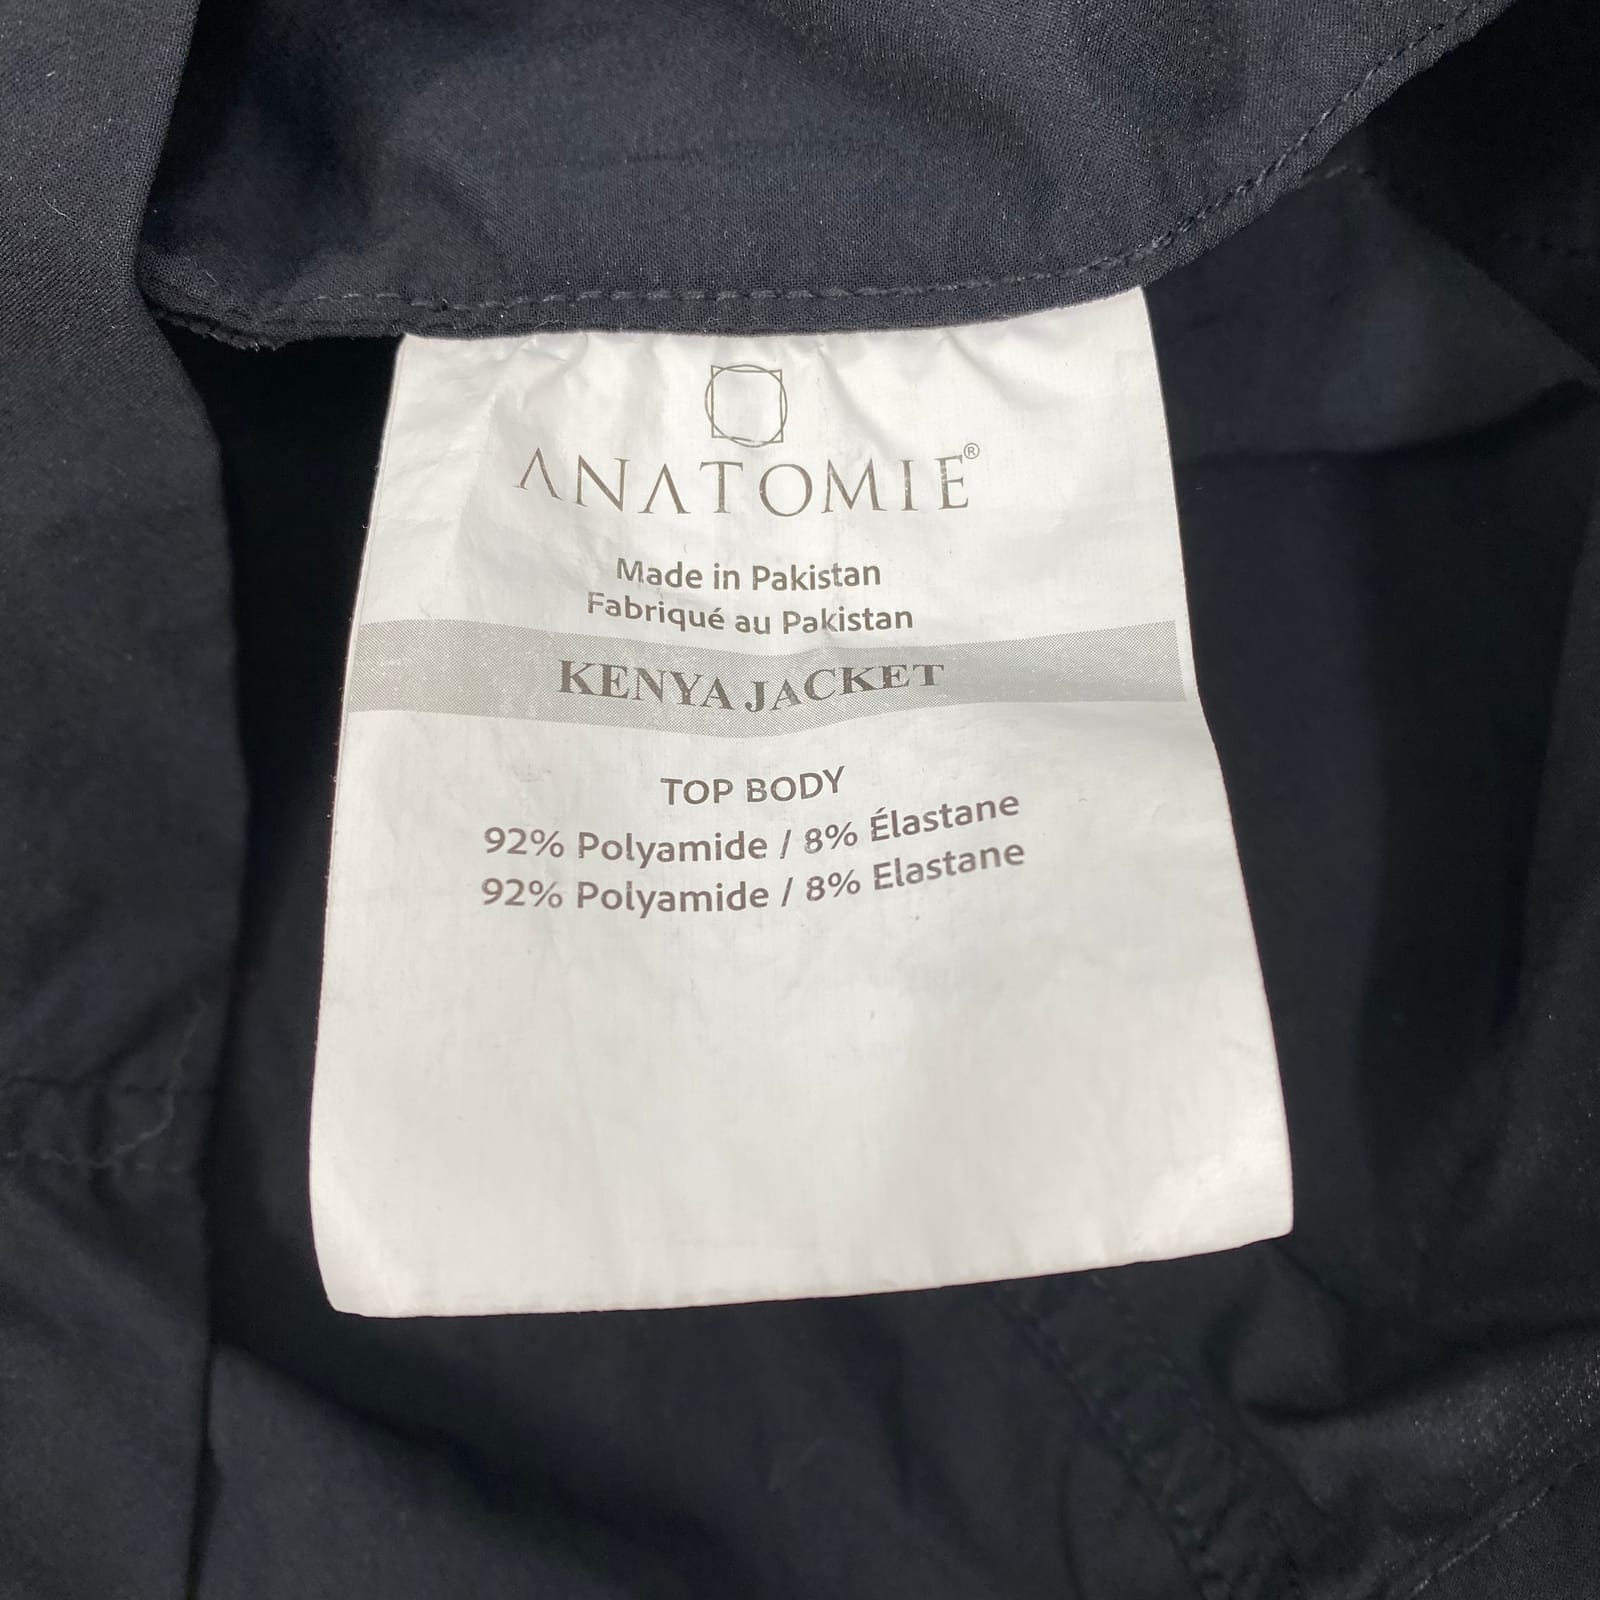 ANATOMIE®
Made in Pakistan
Fabriqué au Pakistan
KENYA JACKET
TOP BODY
92% Polyamide / 8% Élastane
92% Polyamide / 8% Elastane